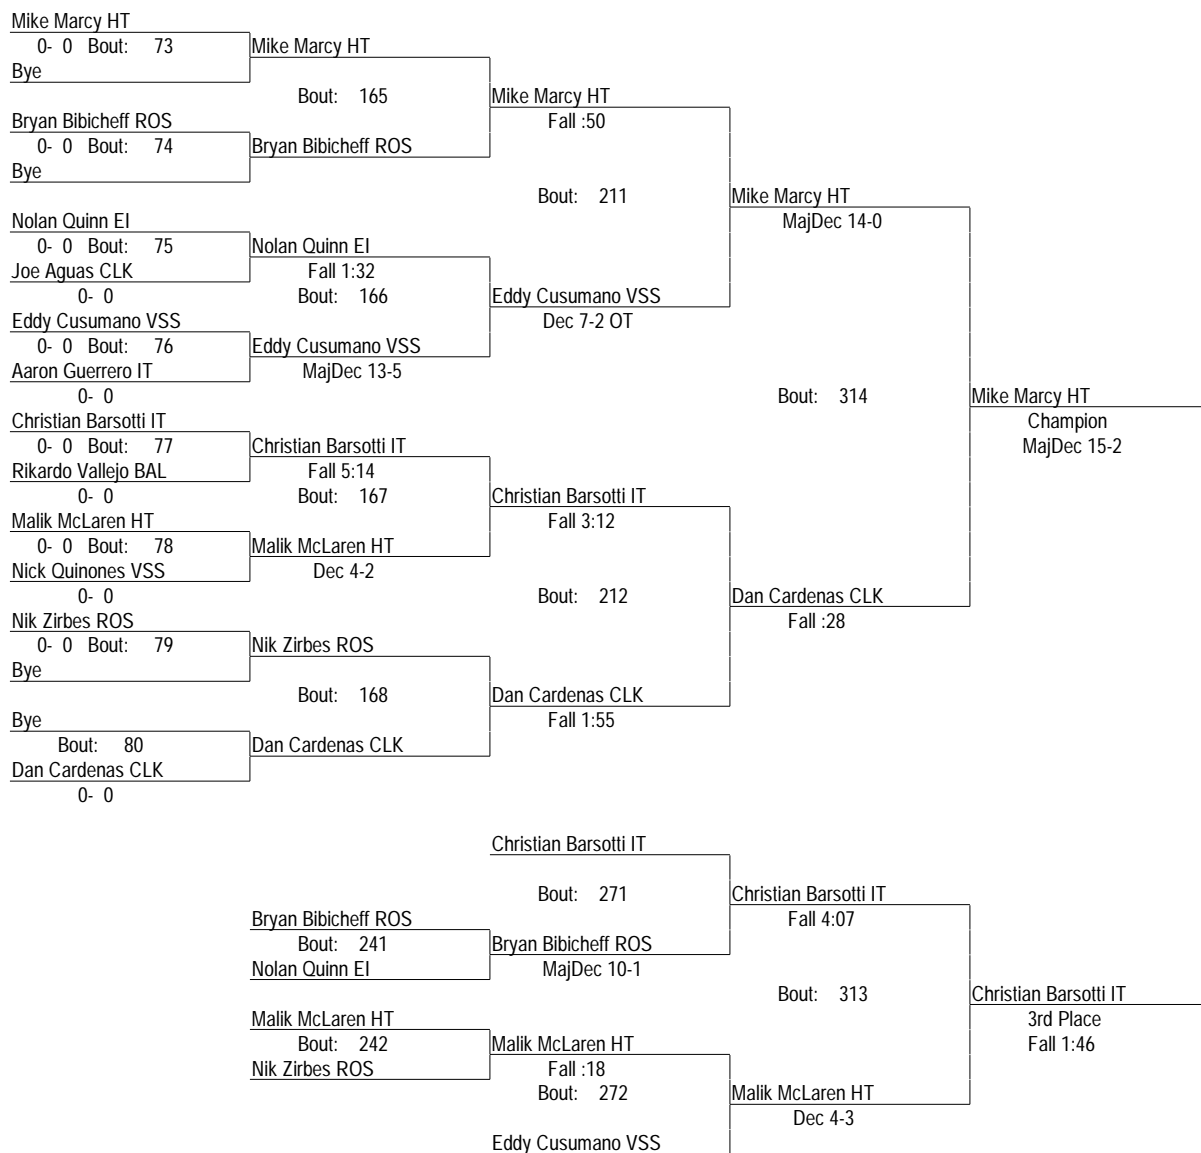 Mike Marcy HT
0- 0 Bout: 73
Mike Marcy HT
Bye
Bout: 165
Mike Marcy HT
Bryan Bibicheff ROS
Fall :50
0- 0 Bout: 74
Bryan Bibicheff ROS
Bye
Bout: 211
Mike Marcy HT
Nolan Quinn EI
MajDec 14-0
0- 0 Bout: 75
Nolan Quinn EI
Joe Aguas CLK
Fall 1:32
0- 0
Bout: 166
Eddy Cusumano VSS
Eddy Cusumano VSS
Dec 7-2 OT
0- 0 Bout: 76
Eddy Cusumano VSS
Aaron Guerrero IT
MajDec 13-5
0- 0
Bout: 314
Mike Marcy HT
Christian Barsotti IT
Champion
0- 0 Bout: 77
Christian Barsotti IT
MajDec 15-2
Rikardo Vallejo BAL
Fall 5:14
0- 0
Bout: 167
Christian Barsotti IT
Malik McLaren HT
Fall 3:12
0- 0 Bout: 78
Malik McLaren HT
Nick Quinones VSS
Dec 4-2
0- 0
Bout: 212
Dan Cardenas CLK
Nik Zirbes ROS
Fall :28
0- 0 Bout: 79
Nik Zirbes ROS
Bye
Bout: 168
Dan Cardenas CLK
Bye
Fall 1:55
Bout: 80
Dan Cardenas CLK
Dan Cardenas CLK
0- 0
Christian Barsotti IT
Bout: 271
Christian Barsotti IT
Bryan Bibicheff ROS
Fall 4:07
Bout: 241
Bryan Bibicheff ROS
Nolan Quinn EI
MajDec 10-1
Bout: 313
Christian Barsotti IT
Malik McLaren HT
3rd Place
Bout: 242
Malik McLaren HT
Fall 1:46
Nik Zirbes ROS
Fall :18
Bout: 272
Malik McLaren HT
Dec 4-3
Eddy Cusumano VSS